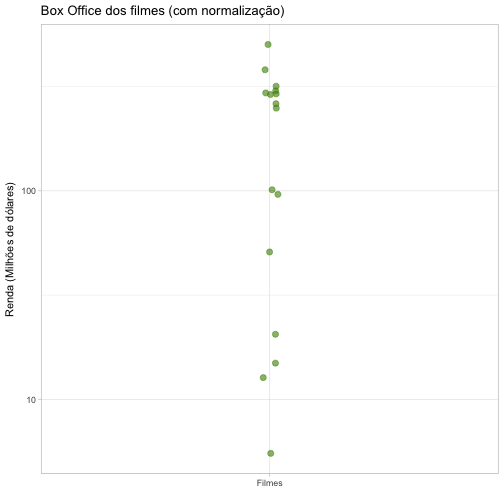 Box Office dos filmes (com normalização)
Renda (Milhões de dólares)
100
10
Filmes